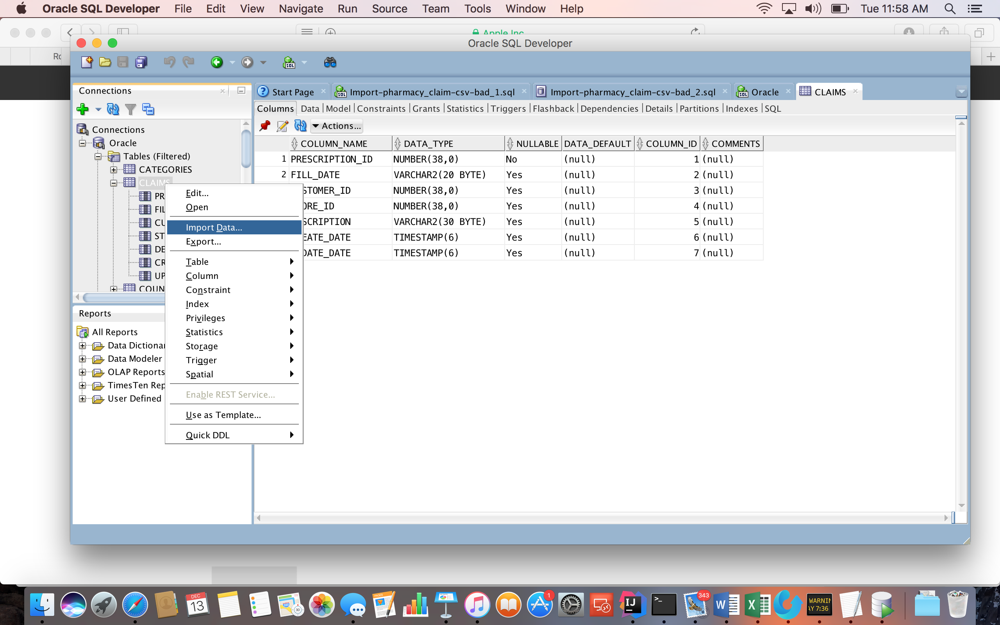 Oracle SQL Developer File Edit View Navigate Run Source Team Tools Window Help Tue 11:58 AM
Apple Inc
Oracle SQL Developer
Connections
Start Page Import-pharmacy_claim-csv-bad_1.sql Import-pharmacy_claim-csv-bad_2.sql Oracle CLAIMS
Columns Data Model Constraints Grants Statistics Triggers Flashback Dependencies Details Partitions Indexes SQL
Actions...
Connections
Oracle
Tables (Filtered)
CATEGORIES
CLAIMS
PR
FIL
CU
ST
DE
CR
UP
COUN
COLUMN_NAME DATA_TYPE NULLABLE DATA_DEFAULT COLUMN_ID COMMENTS
1 PRESCRIPTION_ID NUMBER(38,0) No (null) 1 (null)
2 FILL_DATE VARCHAR2(20 BYTE) Yes (null) 2 (null)
STOMER_ID NUMBER(38,0) Yes (null) 3 (null)
ORE_ID NUMBER(38,0) Yes (null) 4 (null)
SCRIPTION VARCHAR2(30 BYTE) Yes (null) 5 (null)
EATE_DATE TIMESTAMP(6) Yes (null) 6 (null)
DATE_DATE TIMESTAMP(6) Yes (null) 7 (null)
Edit...
Open
Import Data...
Export...
Table
Column
Constraint
Index
Privileges
Statistics
Storage
Trigger
Spatial
Enable REST Service...
Use as Template...
Quick DDL
Reports
All Reports
Data Dictionar
Data Modeler
OLAP Reports
TimesTen Rep
User Defined
DEC
13
PAGES
280
3D
1
IJ
>_
343
W
X
WARNIN
AY 7:36